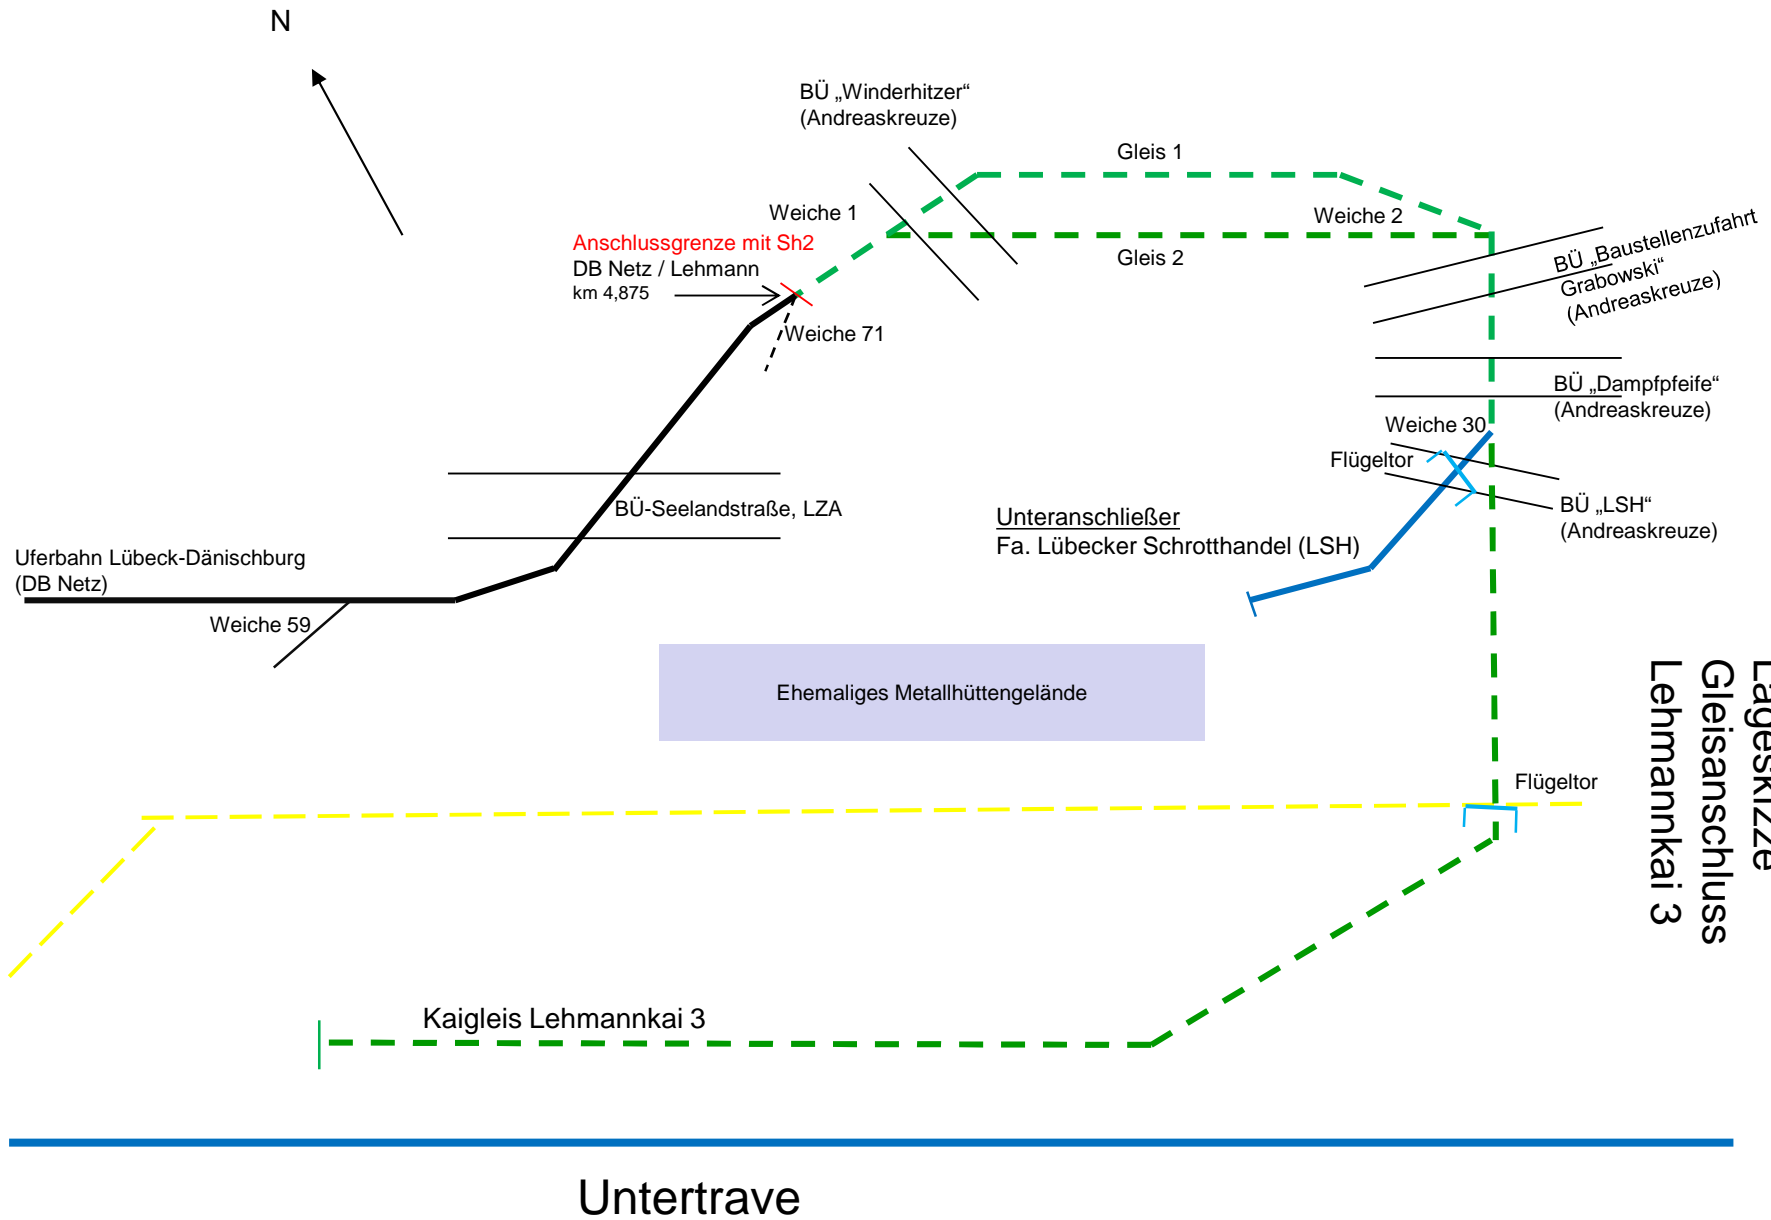 N
BÜ „Winderhitzer“
(Andreaskreuze)
Gleis 1
Weiche 1
Weiche 2
Anschlussgrenze mit Sh2
DB Netz / Lehmann
km 4,875
Gleis 2
BÜ „Baustellenzufahrt
Grabowski“
(Andreaskreuze)
Weiche 71
BÜ „Dampfpfeife“
(Andreaskreuze)
Weiche 30
Flügeltor
BÜ „LSH“
(Andreaskreuze)
BÜ-Seelandstraße, LZA
Unteranschließer
Fa. Lübecker Schrotthandel (LSH)
Uferbahn Lübeck-Dänischburg
(DB Netz)
Weiche 59
Ehemaliges Metallhüttengelände
Lageskizze
Gleisanschluss
Lehmannkai 3
Flügeltor
Kaigleis Lehmannkai 3
Untertrave